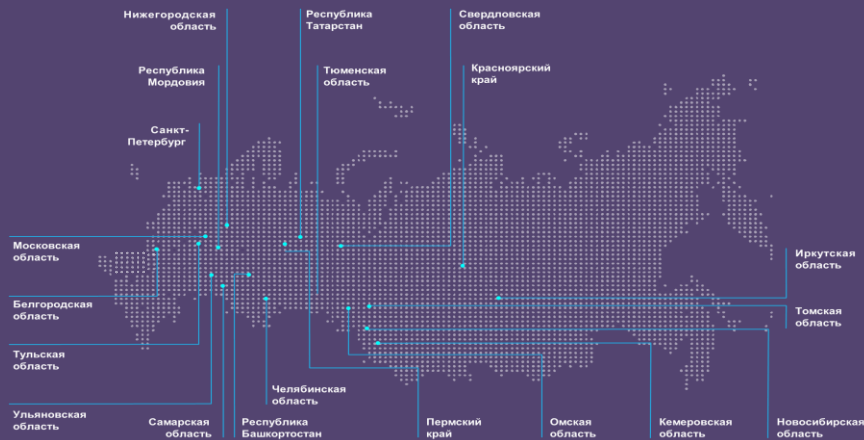 Нижегородская
область
Республика
Татарстан
Свердловская
область
Республика
Мордовия
Тюменская
область
Красноярский
край
Санкт-
Петербург
Московская
область
Иркутская
область
Белгородская
область
Томская
область
Тульская
область
Ульяновская
область
Самарская
область
Республика
Башкортостан
Челябинская
область
Пермский
край
Омская
область
Кемеровская
область
Новосибирская
область